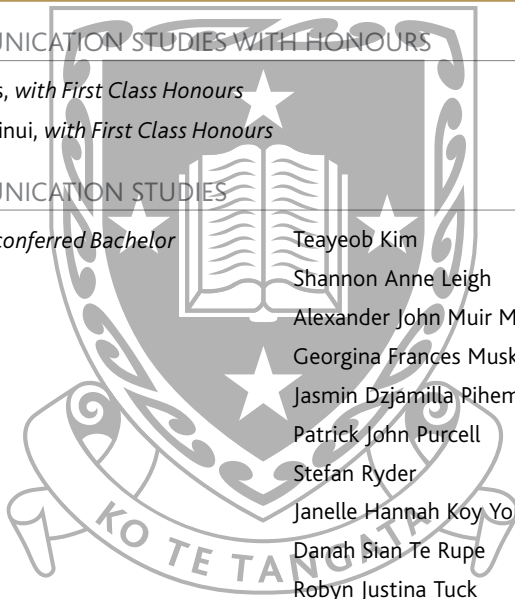 UNICATION STUDIES WITH HONOURS
s, with First Class Honours
inui, with First Class Honours
UNICATION STUDIES
conferred Bachelor
Teayeob Kim
Shannon Anne Leigh
Alexander John Muir M
Georgina Frances Musk
Jasmin Dzjamilla Pihem
Patrick John Purcell
Stefan Ryder
Janelle Hannah Koy Yo
Danah Sian Te Rupe
Robyn Justina Tuck
KO TE TANGATA